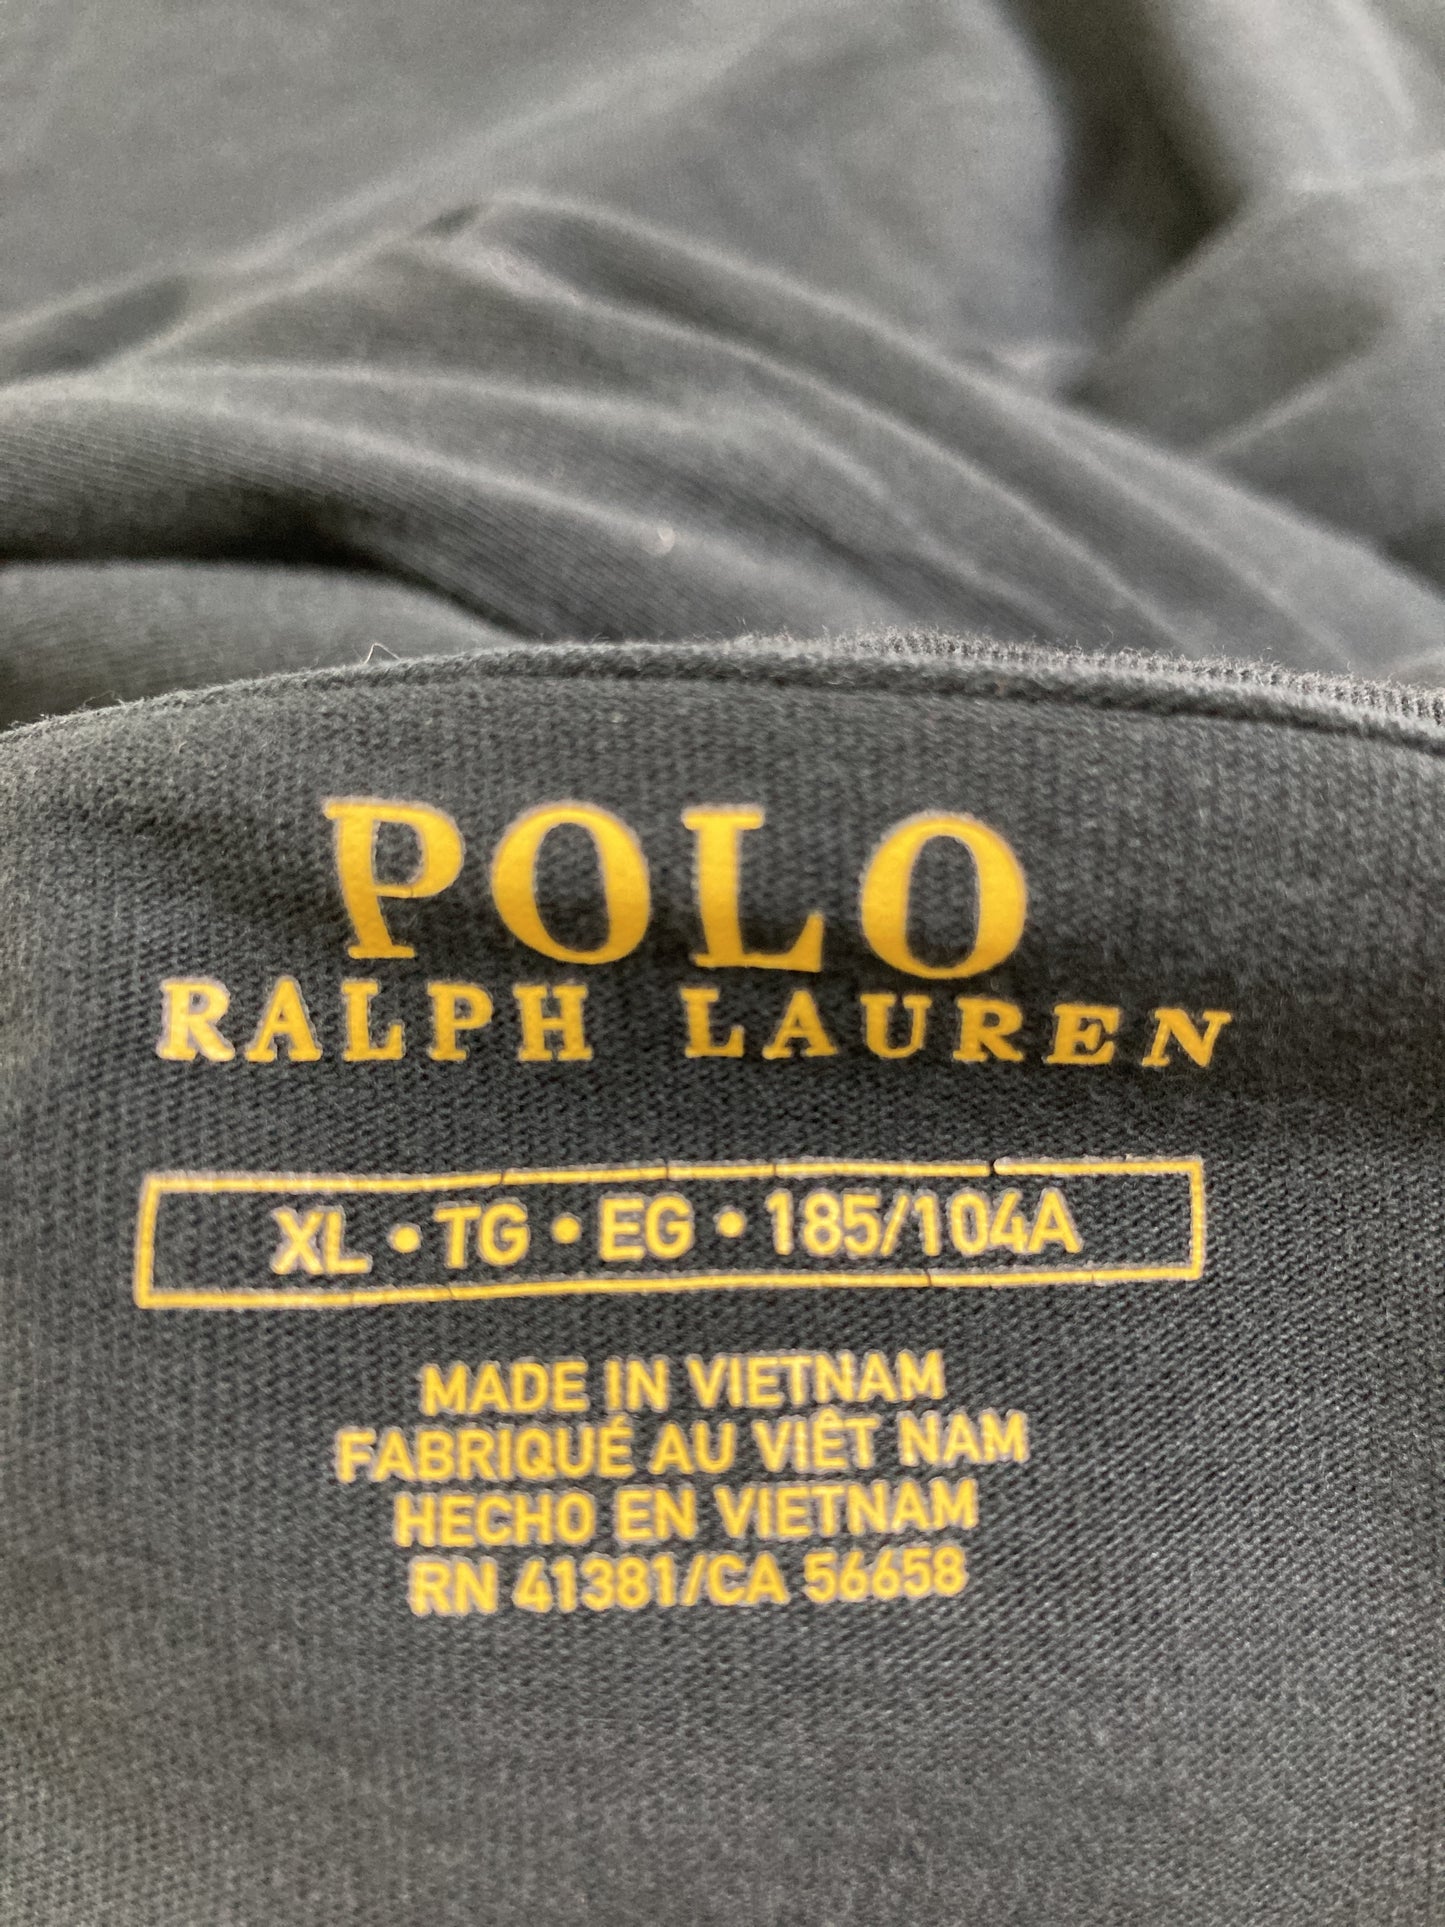 POLO
RALPH LAUREN
XL • TG • EG • 185/104A
MADE IN VIETNAM
FABRIQUÉ AU VIÊT NAM
HECHO EN VIETNAM
RN 41381/CA 56658